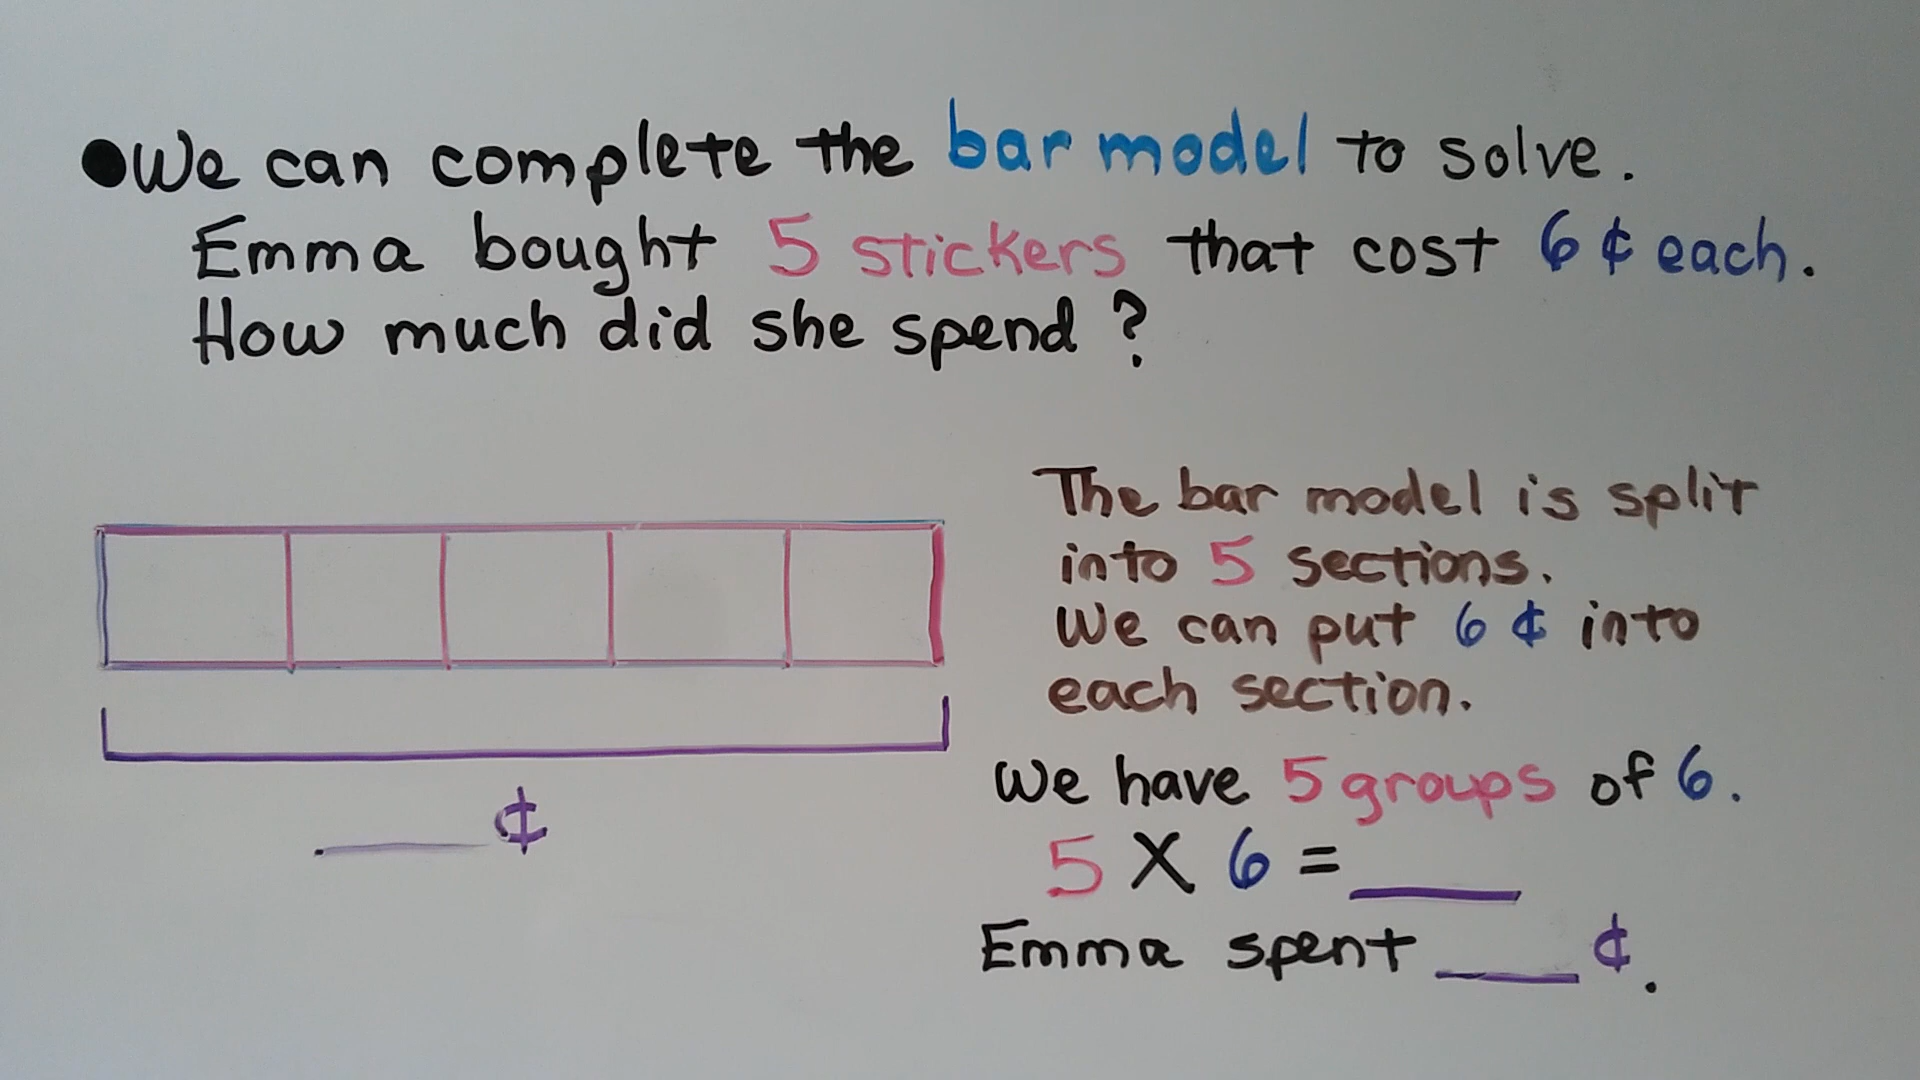 ●We can complete the bar model to solve.
Emma bought 5 stickers that cost 6¢ each.
How much did she spend?
The bar model is split
into 5 sections.
We can put 6¢ into
each section.
We have 5 groups of 6.
____¢
5 X 6 = ____
Emma spent ____¢.